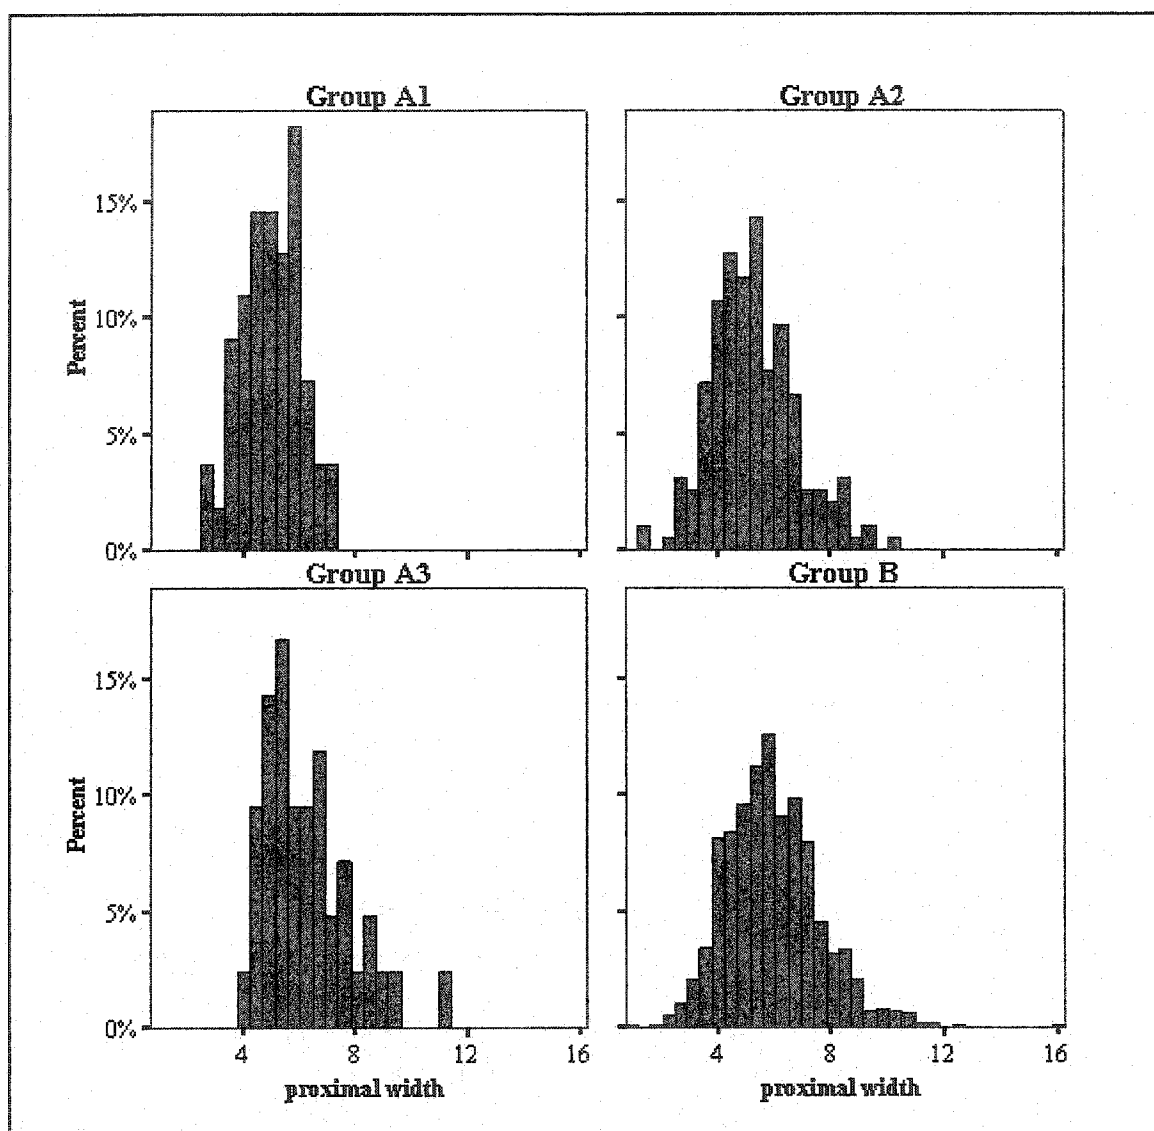 Group A1
Group A2
15%
10%
5%
0%
Percent
Group A3
Group B
15%
10%
5%
0%
Percent
4 8 12 16
4 8 12 16
proximal width
proximal width